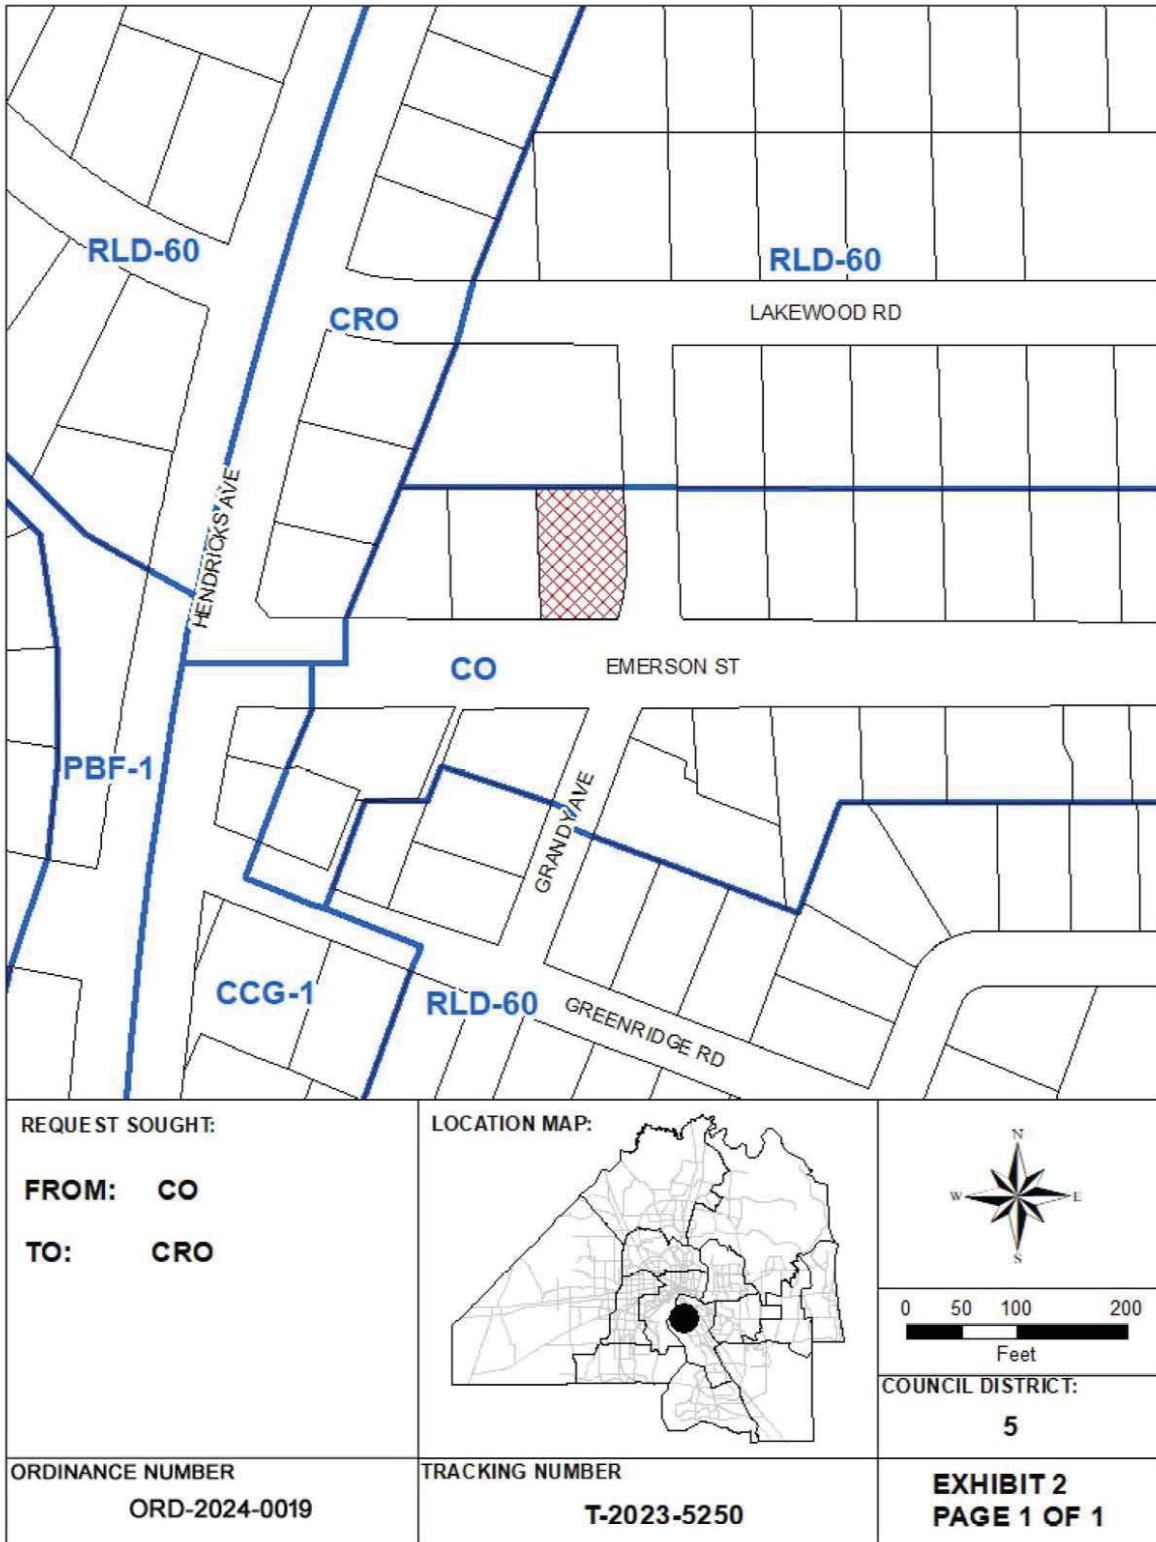 RLD-60
RLD-60
LAKEWOOD RD
CRO
HENDRICKS AVE
CO
EMERSON ST
PBF-1
GRANDY AVE
CCG-1
RLD-60
GREENRIDGE RD
REQUEST SOUGHT:
FROM: CO
TO: CRO
LOCATION MAP:
N
W E
S
0 50 100 200
Feet
COUNCIL DISTRICT:
5
ORDINANCE NUMBER
ORD-2024-0019
TRACKING NUMBER
T-2023-5250
EXHIBIT 2
PAGE 1 OF 1